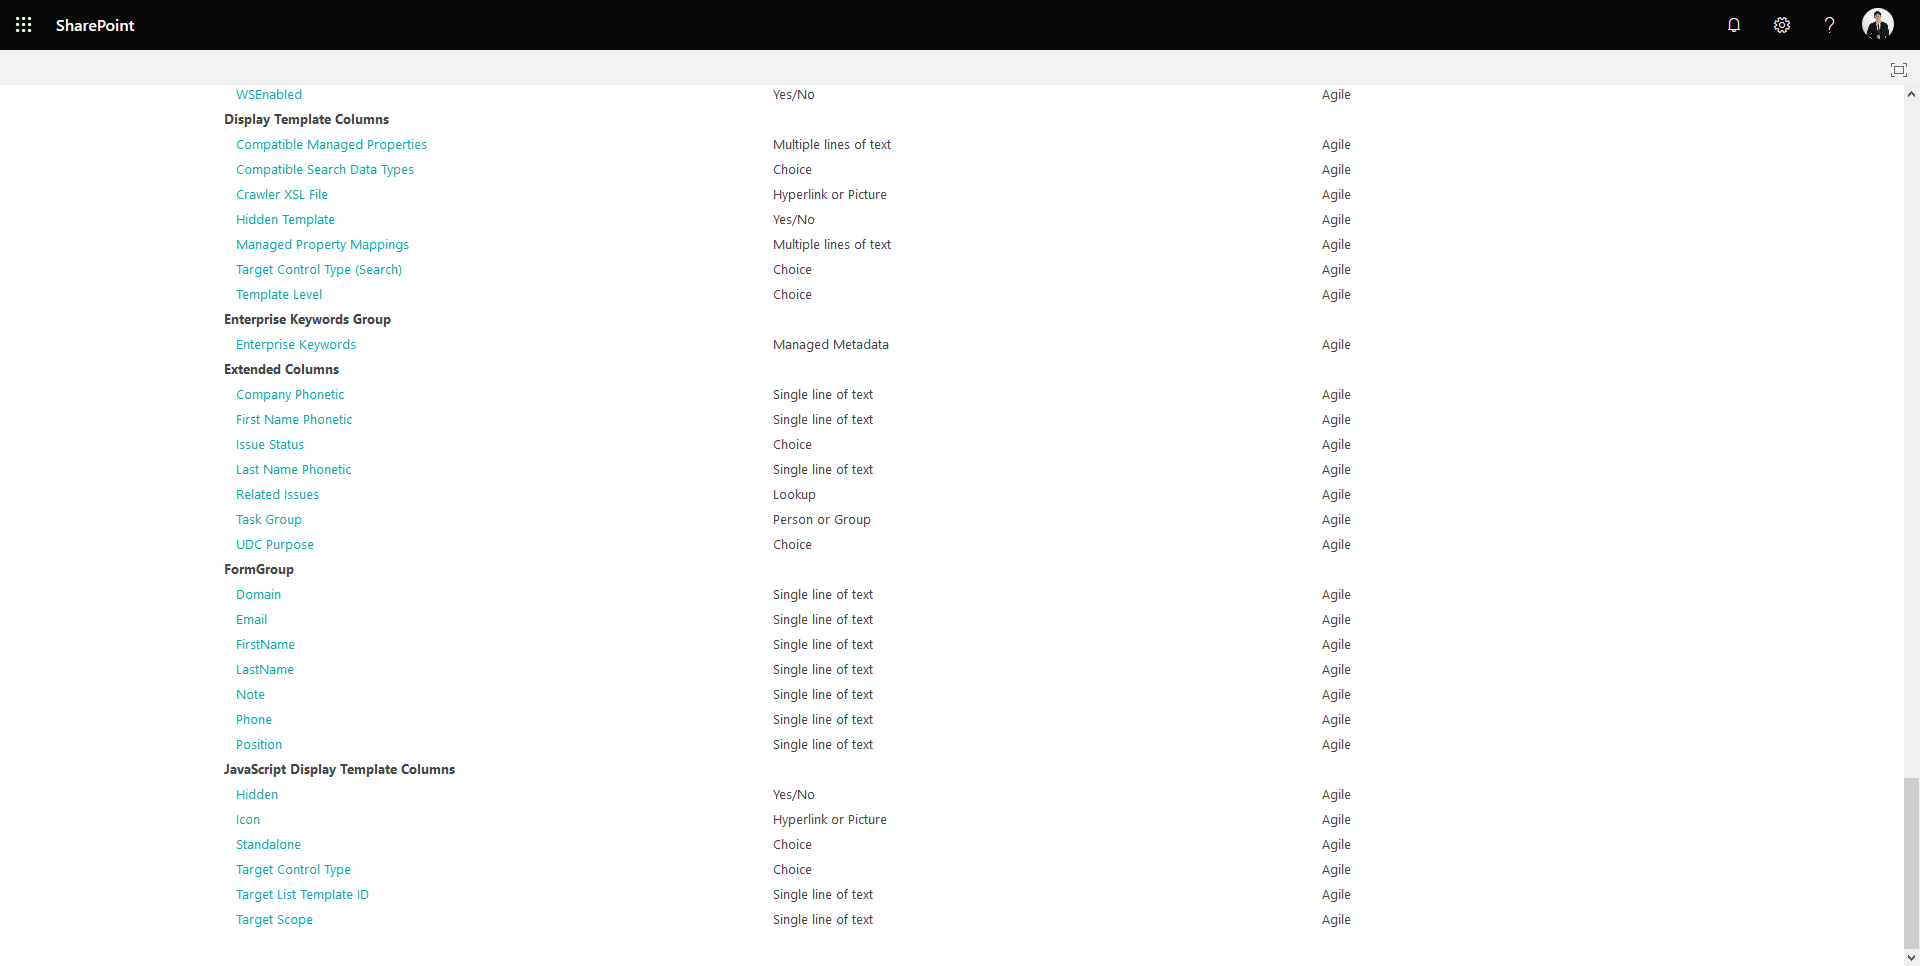 SharePoint
WSEnabled Yes/No Agile
Display Template Columns
Compatible Managed Properties Multiple lines of text Agile
Compatible Search Data Types Choice Agile
Crawler XSL File Hyperlink or Picture Agile
Hidden Template Yes/No Agile
Managed Property Mappings Multiple lines of text Agile
Target Control Type (Search) Choice Agile
Template Level Choice Agile
Enterprise Keywords Group
Enterprise Keywords Managed Metadata Agile
Extended Columns
Company Phonetic Single line of text Agile
First Name Phonetic Single line of text Agile
Issue Status Choice Agile
Last Name Phonetic Single line of text Agile
Related Issues Lookup Agile
Task Group Person or Group Agile
UDC Purpose Choice Agile
FormGroup
Domain Single line of text Agile
Email Single line of text Agile
FirstName Single line of text Agile
LastName Single line of text Agile
Note Single line of text Agile
Phone Single line of text Agile
Position Single line of text Agile
JavaScript Display Template Columns
Hidden Yes/No Agile
Icon Hyperlink or Picture Agile
Standalone Choice Agile
Target Control Type Choice Agile
Target List Template ID Single line of text Agile
Target Scope Single line of text Agile